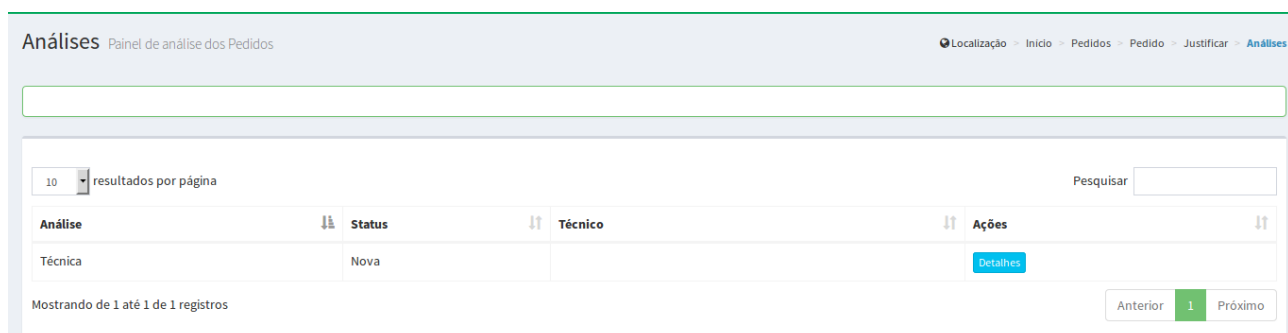 Análises Painel de análise dos Pedidos
Localização > Início > Pedidos > Pedido > Justificar > Análises
10 resultados por página
Pesquisar
Análise Status Técnico Ações
Técnica Nova Detalhes
Mostrando de 1 até 1 de 1 registros
Anterior 1 Próximo